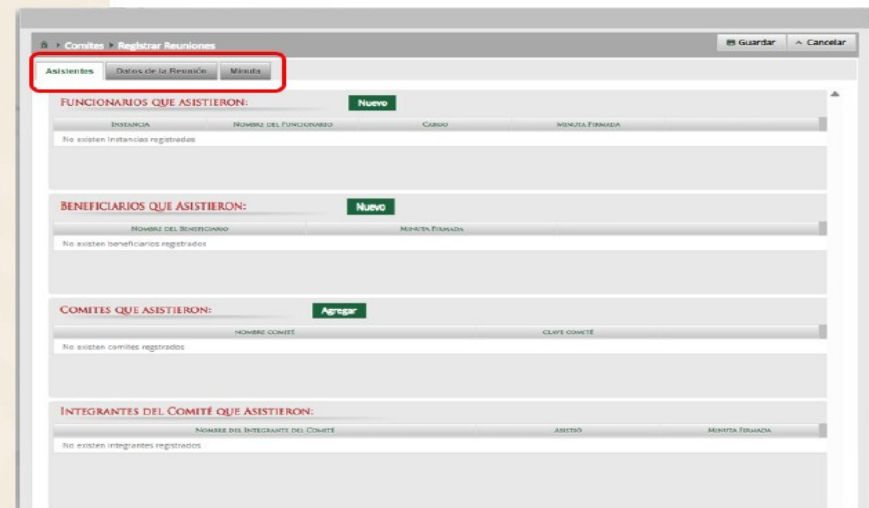 Comites Registrar Reuniones Guardar Cancelar
Asistentes Datos de la Reunión Minuta
FUNCIONARIOS QUE ASISTIERON: Nuevo
INSTANCIA NOMBRE DEL FUNCIONARIO CARGO MINUTA FIRMADA
No existen Instancias registradas
BENEFICIARIOS QUE ASISTIERON: Nuevo
NOMBRE DEL BENEFICIARIO MINUTA FIRMADA
No existen beneficiarios registrados
COMITES QUE ASISTIERON: Agregar
NOMBRE COMITÉ CLAVE COMITÉ
No existen comites regstrados
INTEGRANTES DEL COMITÉ QUE ASISTIERON:
NOMBRE DEL INTEGRANTE DEL COMITÉ ASISTIÓ MINUTA FIRMADA
No existen integrantes registrados